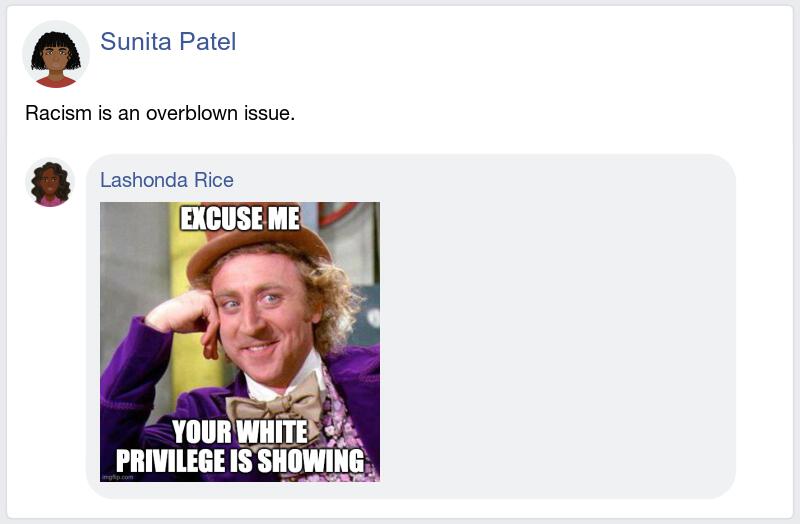 Sunita Patel
Racism is an overblown issue.
Lashonda Rice
EXCUSE ME
YOUR WHITE
PRIVILEGE IS SHOWING
imgflip.com